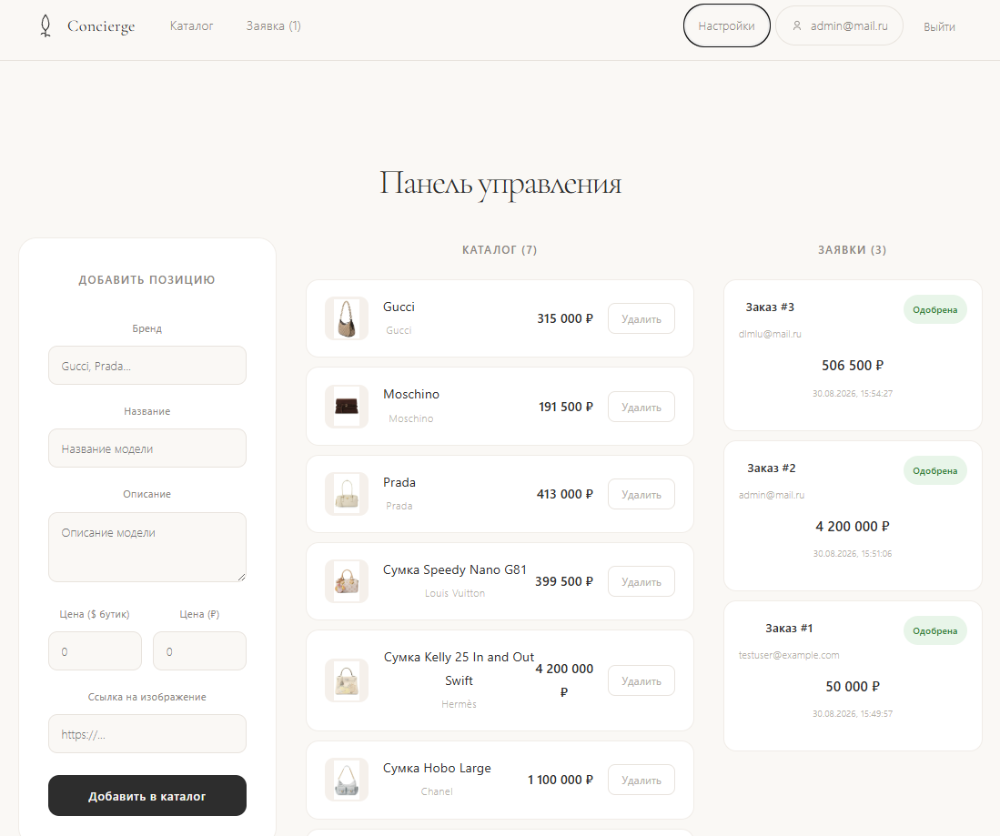 Concierge
Каталог
Заявка (1)
Настройки
admin@mail.ru
Выйти
Панель управления
ДОБАВИТЬ ПОЗИЦИЮ
Бренд
Gucci, Prada...
Название
Название модели
Описание
Описание модели
Цена ($ бутик)
Цена (₽)
0
0
Ссылка на изображение
https://...
Добавить в каталог
КАТАЛОГ (7)
Gucci
Gucci
315 000 ₽
Удалить
Moschino
Moschino
191 500 ₽
Удалить
Prada
Prada
413 000 ₽
Удалить
Сумка Speedy Nano G81
Louis Vuitton
399 500 ₽
Удалить
Сумка Kelly 25 In and Out
Swift
Hermès
4 200 000
₽
Удалить
Сумка Hobo Large
Chanel
1 100 000 ₽
Удалить
ЗАЯВКИ (3)
Заказ #3
Одобрена
dlmlu@mail.ru
506 500 ₽
30.08.2026, 15:54:27
Заказ #2
Одобрена
admin@mail.ru
4 200 000 ₽
30.08.2026, 15:51:06
Заказ #1
Одобрена
testuser@example.com
50 000 ₽
30.08.2026, 15:49:57